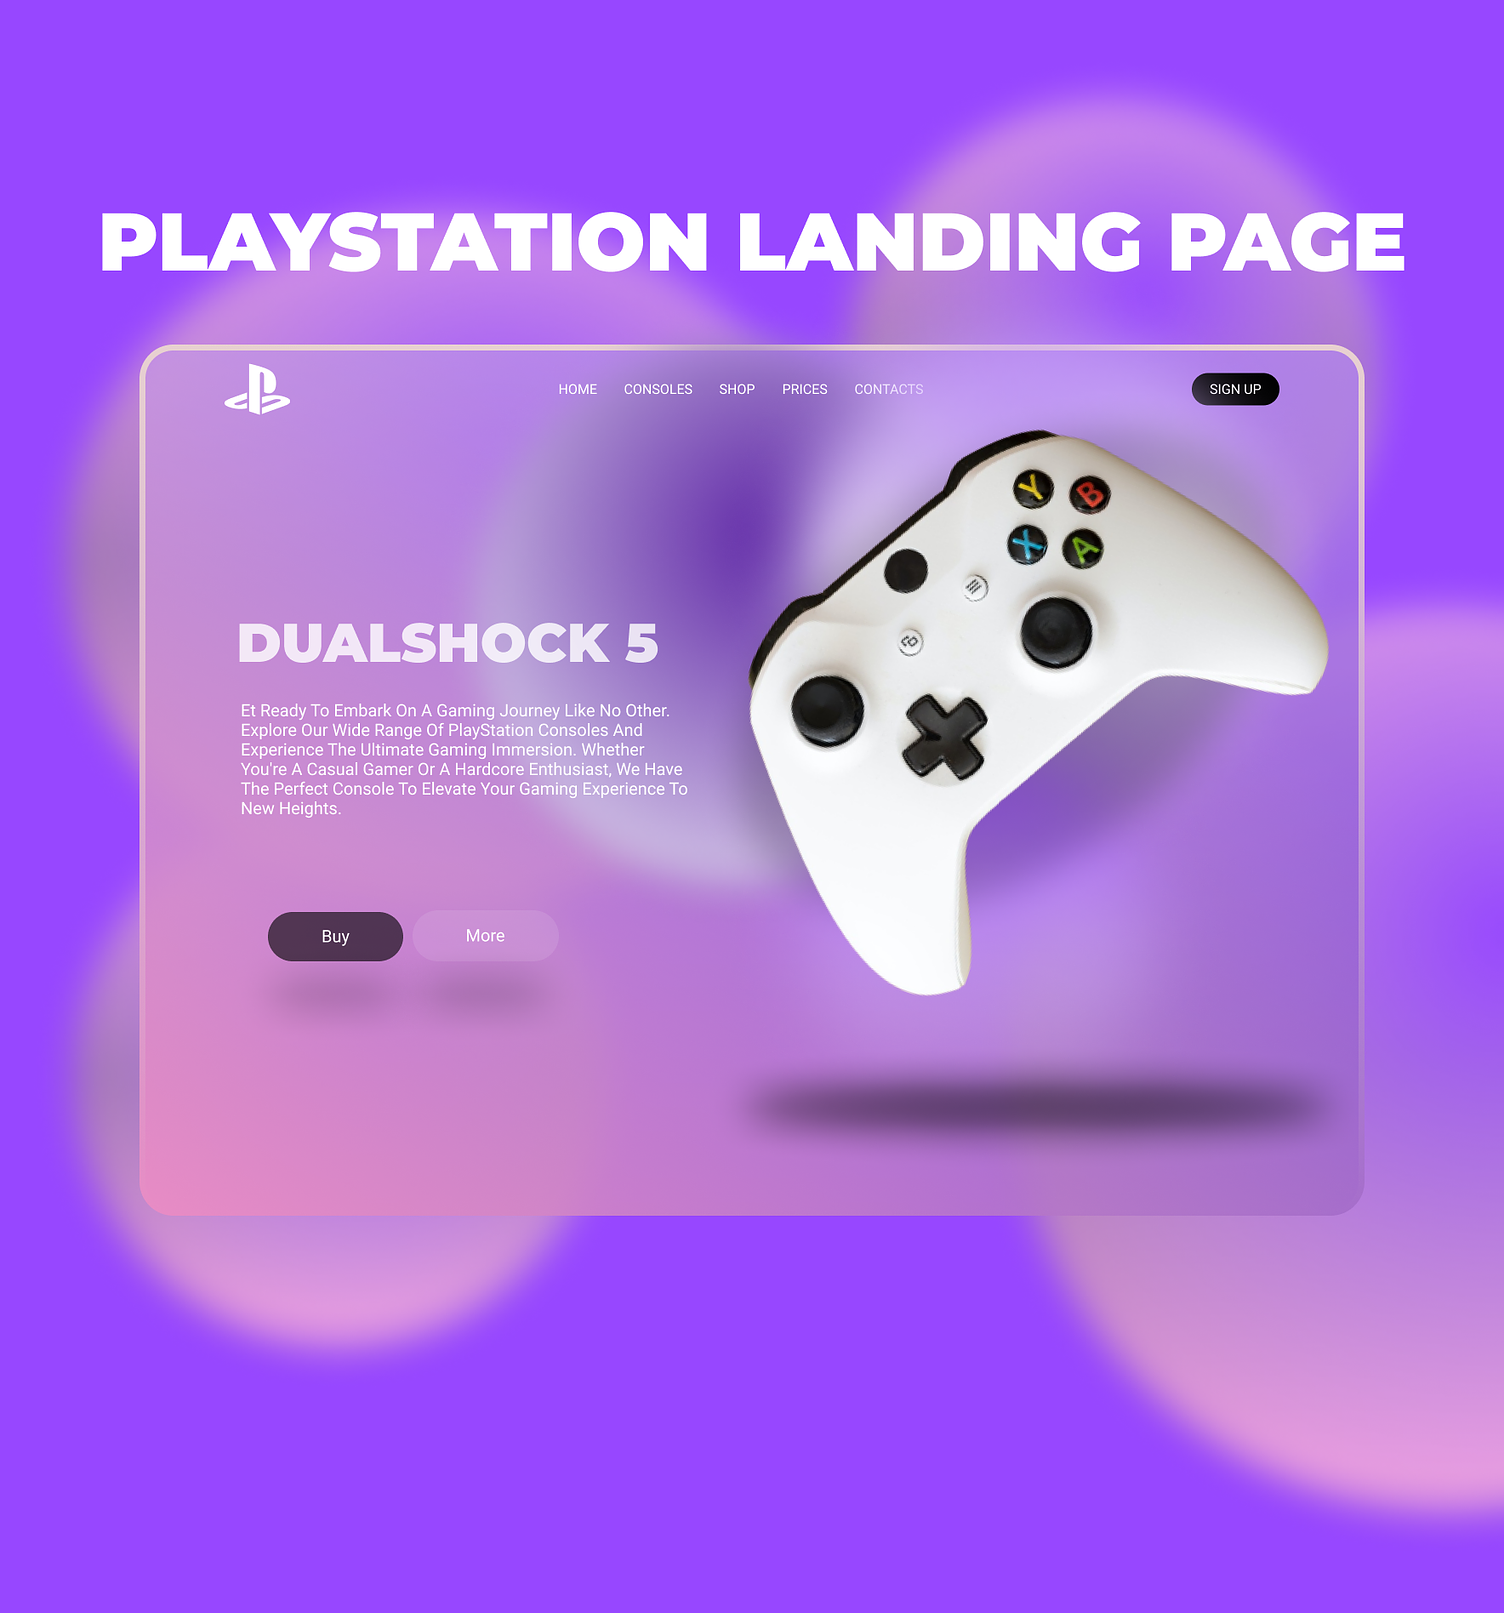 PLAYSTATION LANDING PAGE
HOME CONSOLES SHOP PRICES CONTACTS SIGN UP
Y B
X A
DUALSHOCK 5
Et Ready To Embark On A Gaming Journey Like No Other.
Explore Our Wide Range Of PlayStation Consoles And
Experience The Ultimate Gaming Immersion. Whether
You're A Casual Gamer Or A Hardcore Enthusiast, We Have
The Perfect Console To Elevate Your Gaming Experience To
New Heights.
Buy More